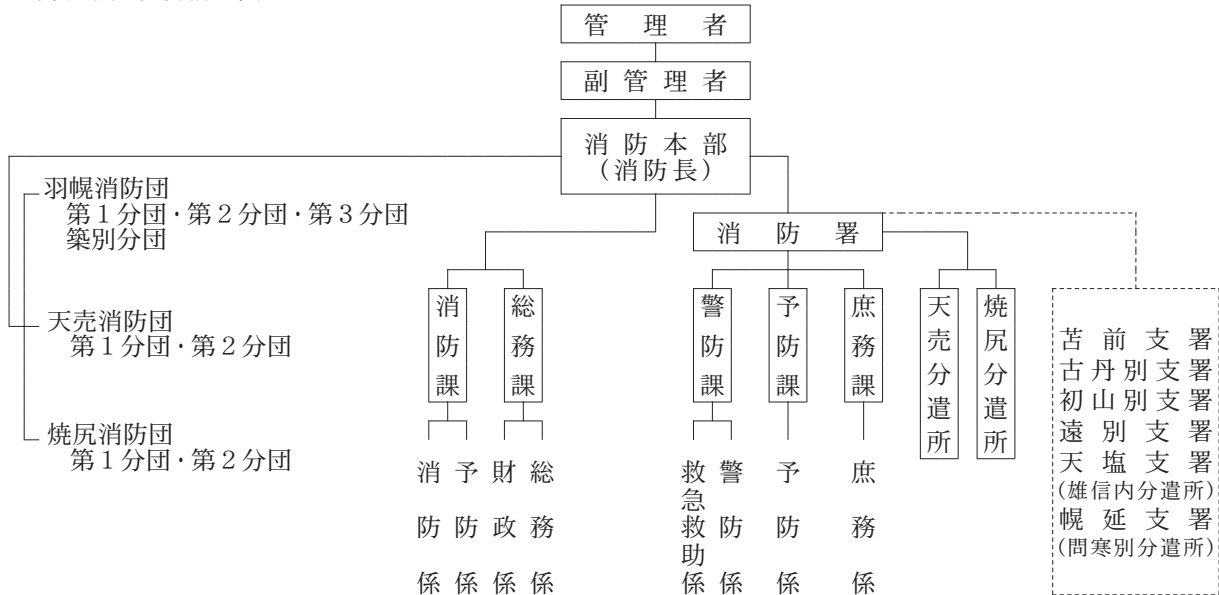 管理者
副管理者
消防本部
（消防長）
羽幌消防団
第１分団・第２分団・第３分団
築別分団
天売消防団
第１分団・第２分団
焼尻消防団
第１分団・第２分団
消防署
消防課
総務課
警防課
予防課
庶務課
天売分遣所
焼尻分遣所
消防係
予防係
財政係
総務係
救急救助係
警防係
予防係
庶務係
苫前支署
古丹別支署
初山別支署
遠別支署
天塩支署
(雄信内分遣所)
幌延支署
(問寒別分遣所)